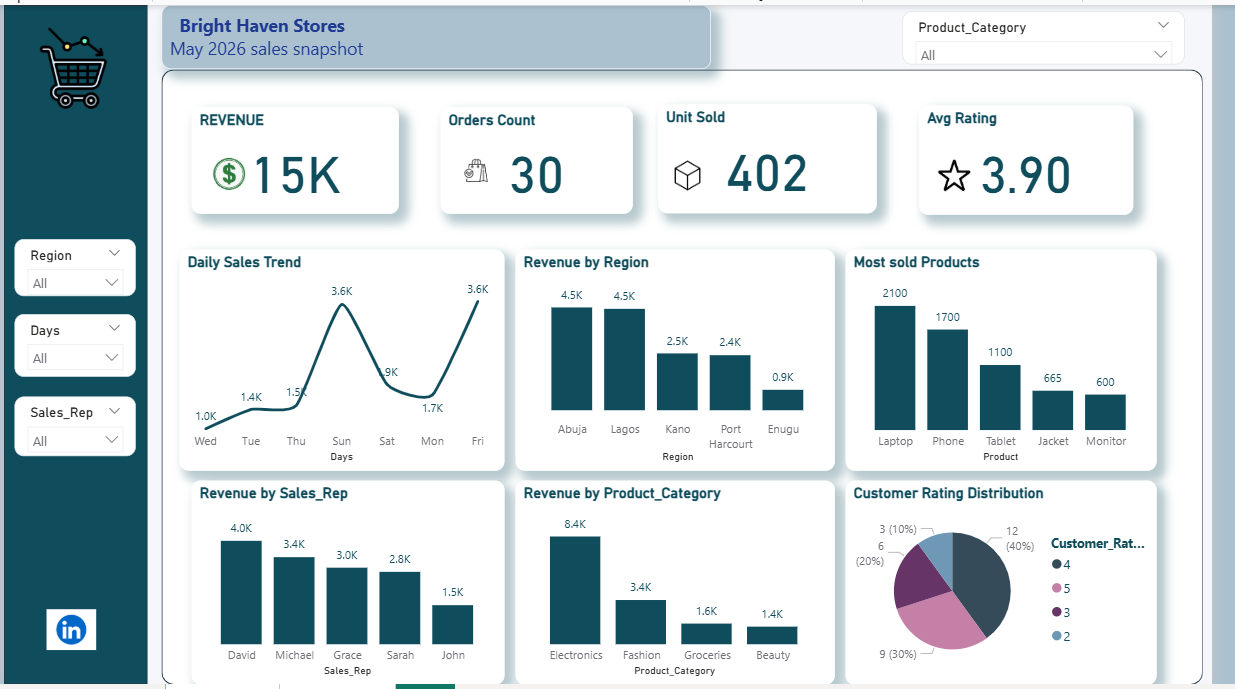 Bright Haven Stores
May 2026 sales snapshot
Product_Category
All
REVENUE
$ 15K
Orders Count
30
Unit Sold
402
Avg Rating
3.90
Region
All
Days
All
Sales_Rep
All
in
Daily Sales Trend
3.6K
3.6K
.9K
1.4K
1.5K
1.7K
1.0K
Wed Tue Thu Sun Sat Mon Fri
Days
Revenue by Region
4.5K 4.5K
2.5K 2.4K
0.9K
Abuja Lagos Kano Port Enugu
Harcourt
Region
Most sold Products
2100
1700
1100
665 600
Laptop Phone Tablet Jacket Monitor
Product
Revenue by Sales_Rep
4.0K
3.4K
3.0K
2.8K
1.5K
David Michael Grace Sarah John
Sales_Rep
Revenue by Product_Category
8.4K
3.4K
1.6K 1.4K
Electronics Fashion Groceries Beauty
Product_Category
Customer Rating Distribution
3 (10%)
12
(40%)
6
(20%)
9 (30%)
Customer_Rat...
4
5
3
2